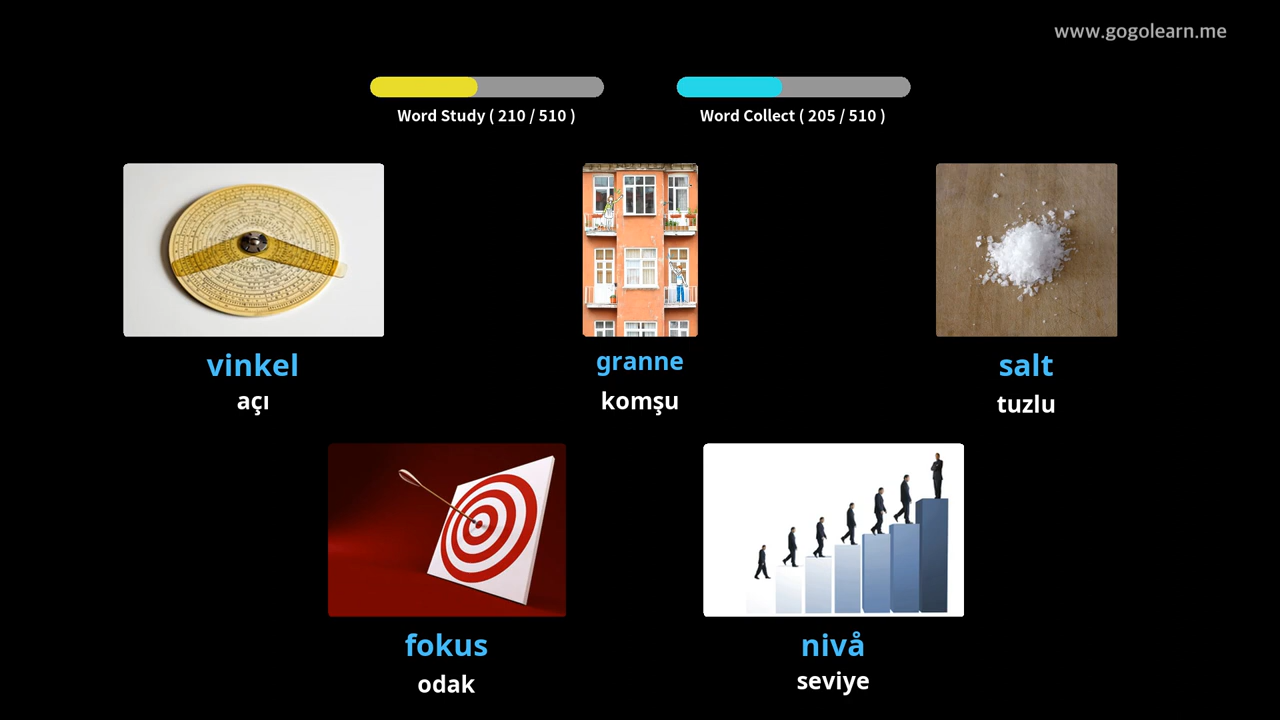 www.gogolearn.me
Word Study ( 210 / 510 )
Word Collect ( 205 / 510 )
vinkel
açı
granne
komşu
salt
tuzlu
fokus
odak
nivå
seviye